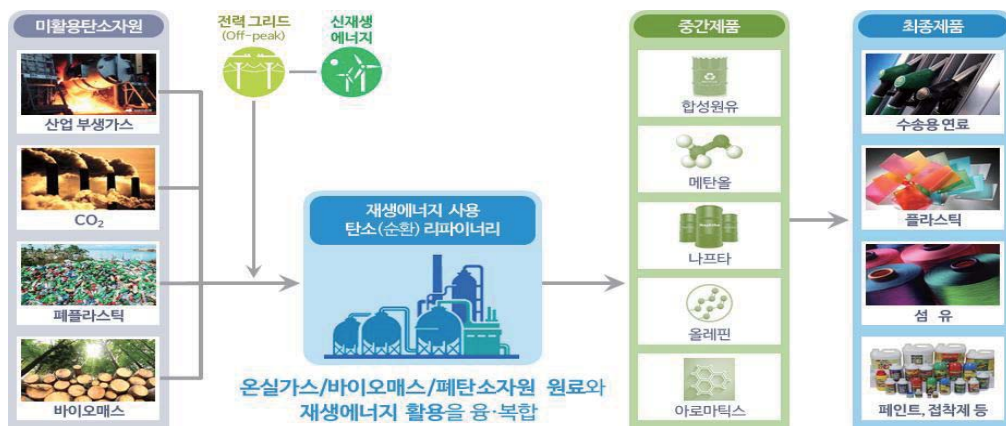 미활용탄소자원
산업 부생가스
CO₂
폐플라스틱
바이오매스
전력 그리드
(Off-peak)
신재생
에너지
재생에너지 사용
탄소(순환) 리파이너리
온실가스/바이오매스/폐탄소자원 원료와
재생에너지 활용을 융·복합
중간제품
합성원유
메탄올
나프타
올레핀
아로마틱스
최종제품
수송용 연료
플라스틱
섬 유
페인트, 접착제 등